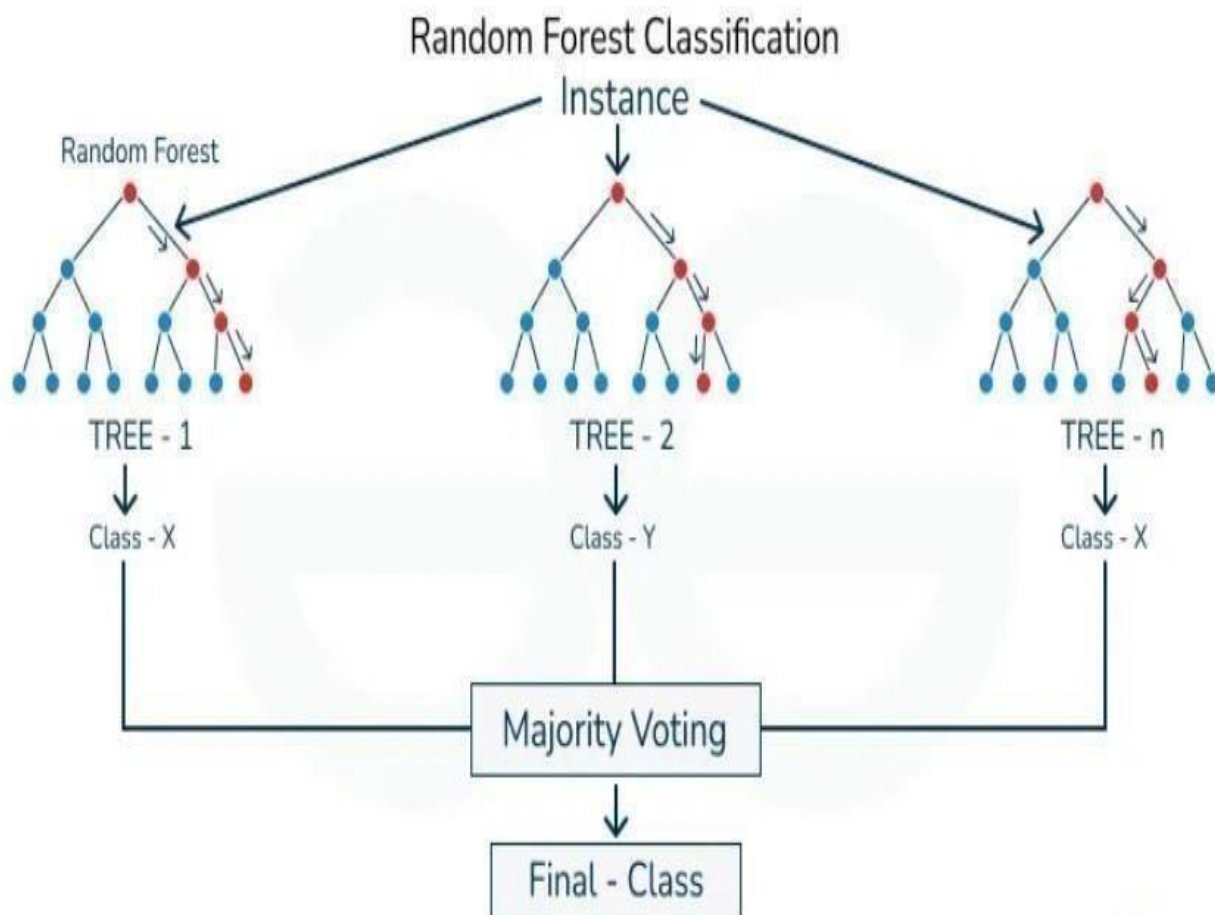 Random Forest Classification
Instance
Random Forest
TREE - 1
TREE - 2
TREE - n
Class - X
Class - Y
Class - X
Majority Voting
Final - Class